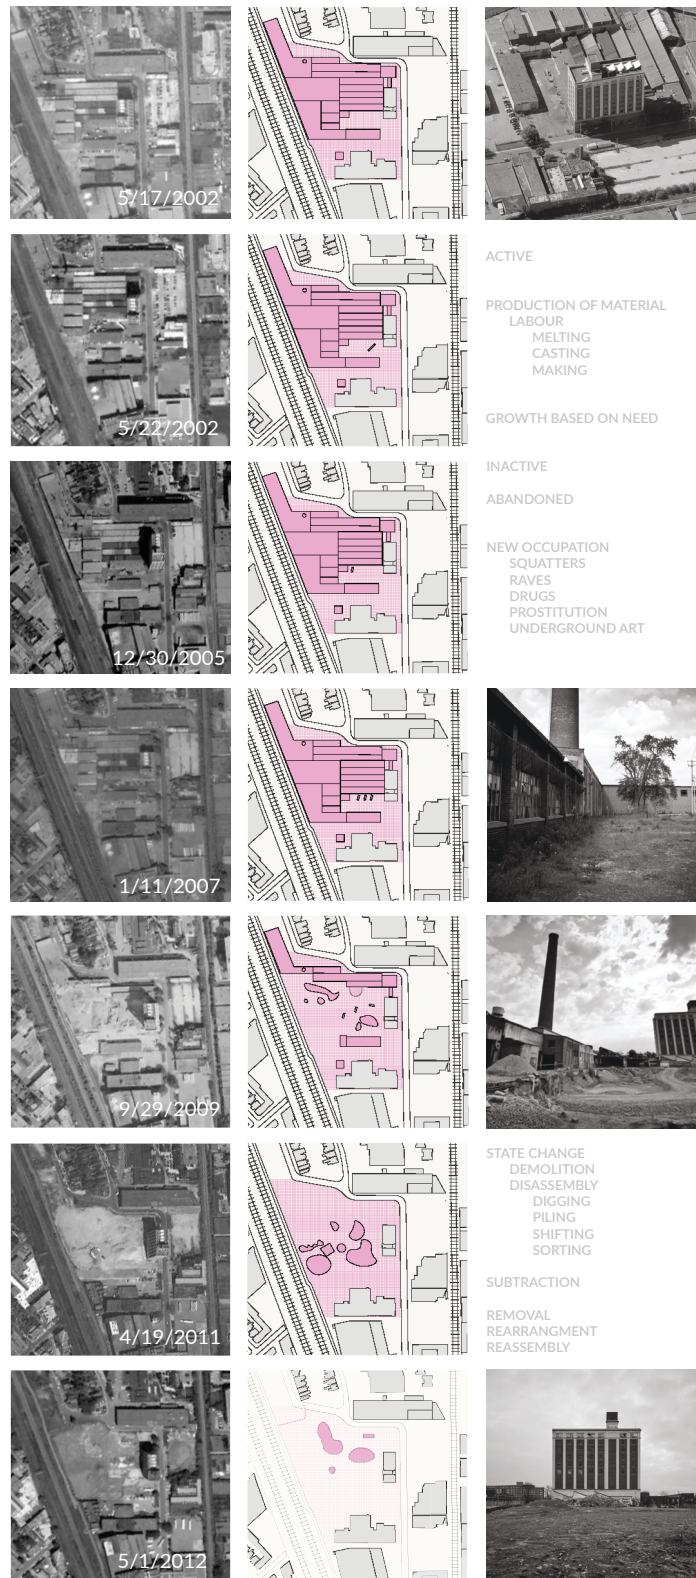 5/17/2002
5/22/2002
ACTIVE
PRODUCTION OF MATERIAL
LABOUR
MELTING
CASTING
MAKING
GROWTH BASED ON NEED
12/30/2005
INACTIVE
ABANDONED
NEW OCCUPATION
SQUATTERS
RAVES
DRUGS
PROSTITUTION
UNDERGROUND ART
1/11/2007
9/29/2009
4/19/2011
STATE CHANGE
DEMOLITION
DISASSEMBLY
DIGGING
PILING
SHIFTING
SORTING
SUBTRACTION
REMOVAL
REARRANGMENT
REASSEMBLY
5/1/2012